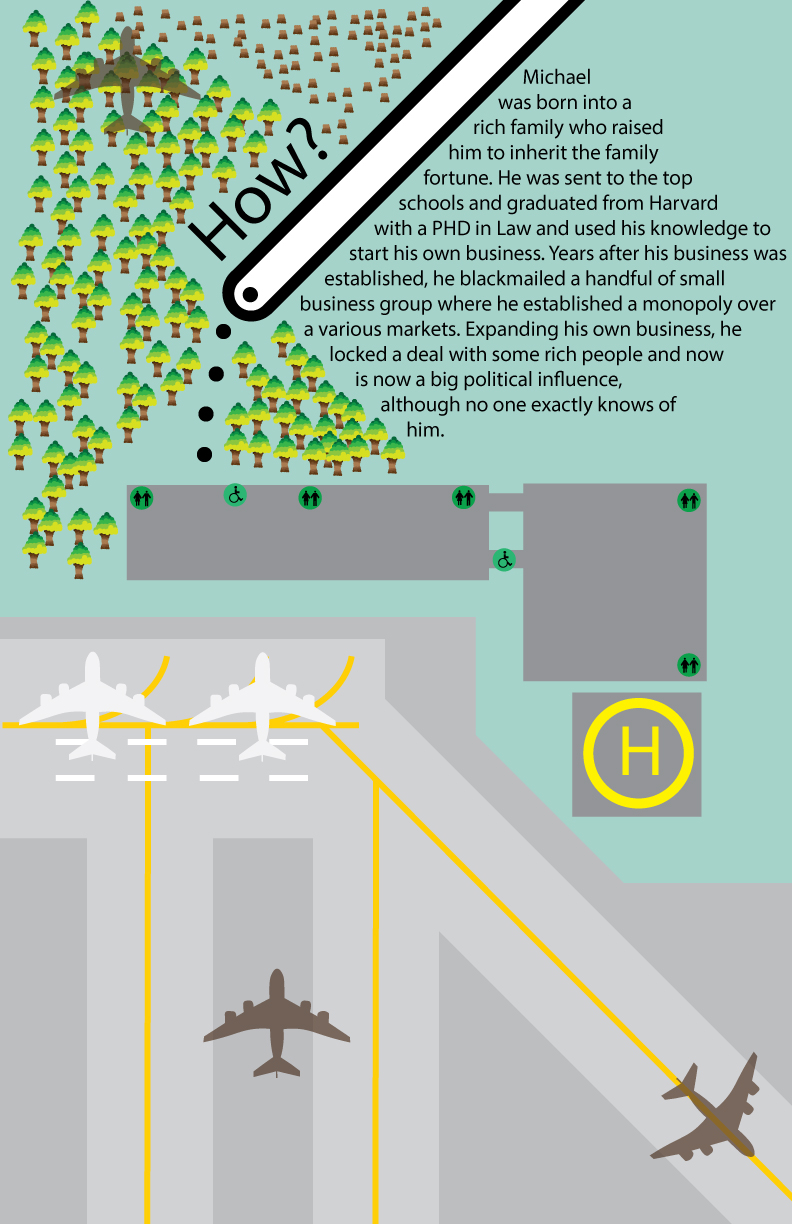 How?
Michael
was born into a
rich family who raised
him to inherit the family
fortune. He was sent to the top
schools and graduated from Harvard
with a PHD in Law and used his knowledge to
start his own business. Years after his business was
established, he blackmailed a handful of small
business group where he established a monopoly over
a various markets. Expanding his own business, he
locked a deal with some rich people and now
is now a big political influence,
although no one exactly knows of
him.
H